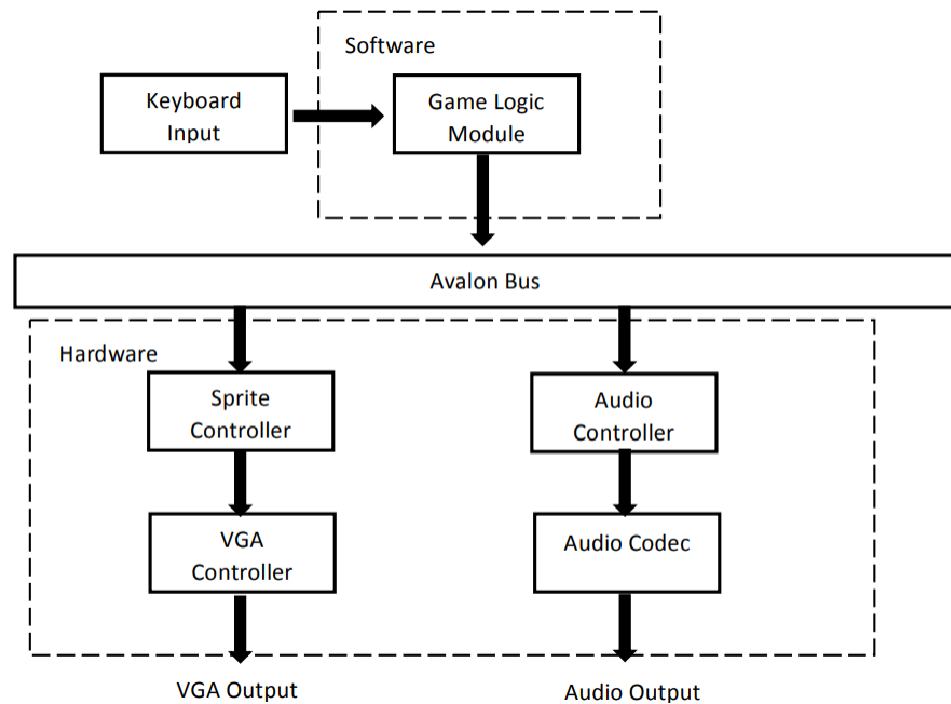 Software
Keyboard
Input
Game Logic
Module
Avalon Bus
Hardware
Sprite
Controller
Audio
Controller
VGA
Controller
Audio Codec
VGA Output
Audio Output